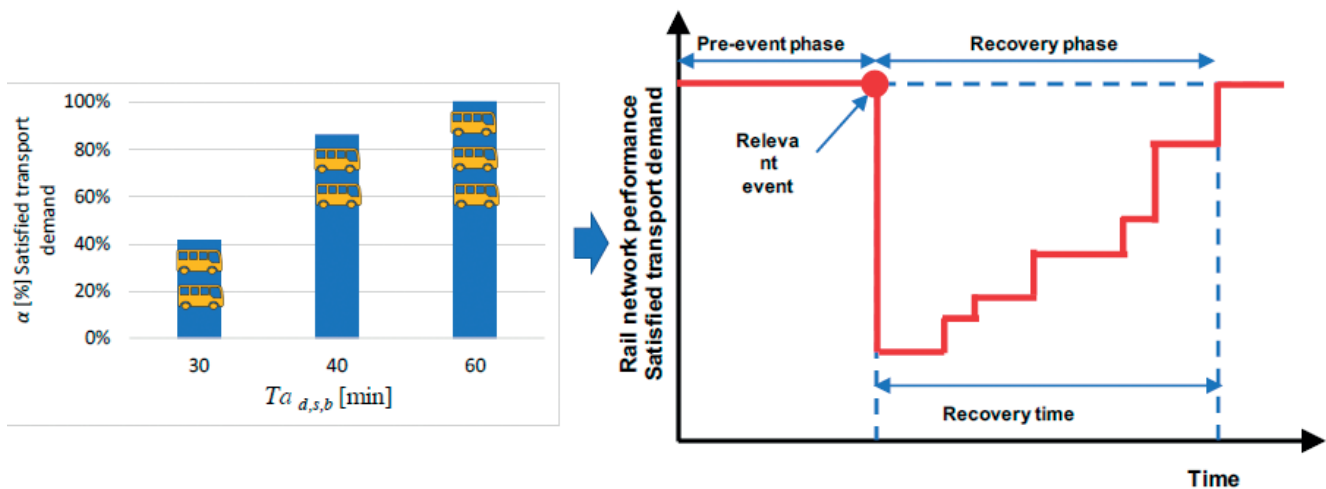 α [%] Satisfied transport
demand
100%
80%
60%
40%
20%
0%
30
40
60
Ta d,s,b [min]
Rail network performance
Satisfied transport demand
Pre-event phase
Recovery phase
Releva
nt
event
Recovery time
Time